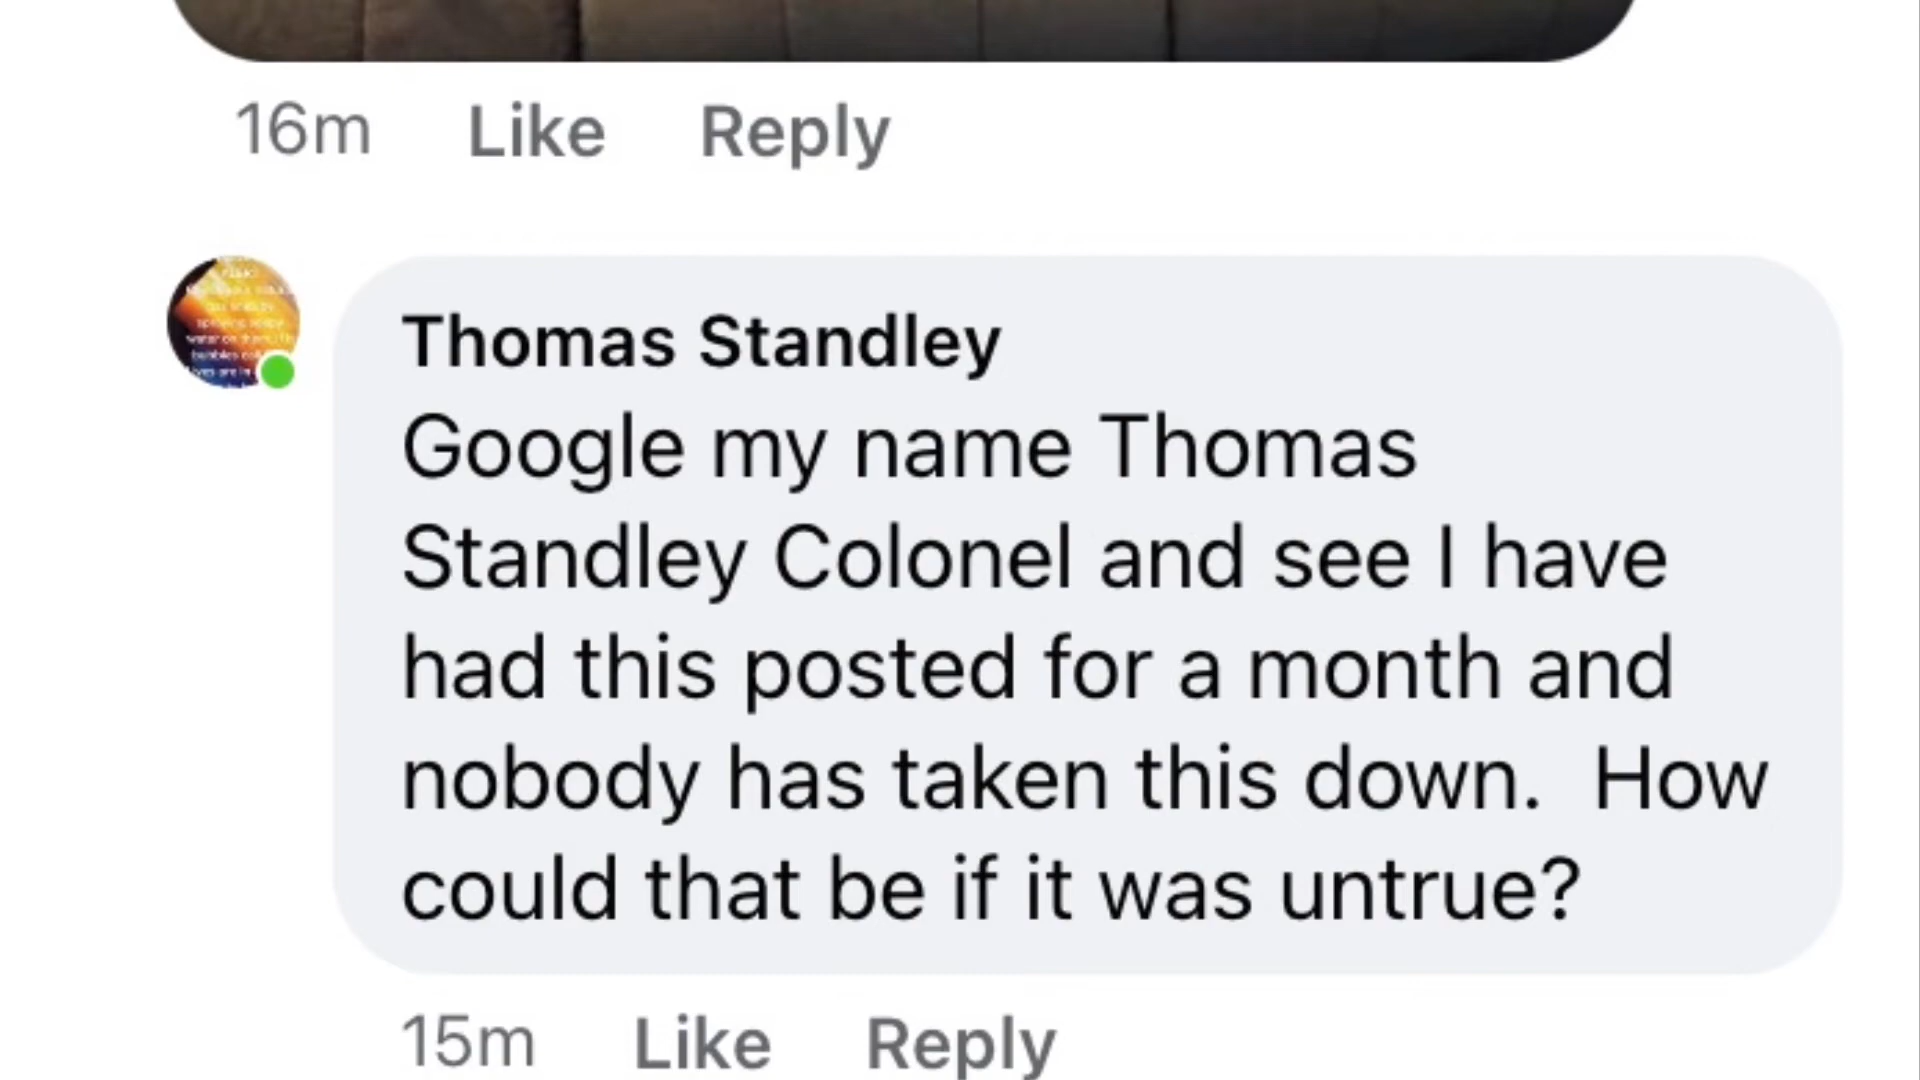 16m Like Reply
Thomas Standley
Google my name Thomas
Standley Colonel and see I have
had this posted for a month and
nobody has taken this down.  How
could that be if it was untrue?
15m Like Reply